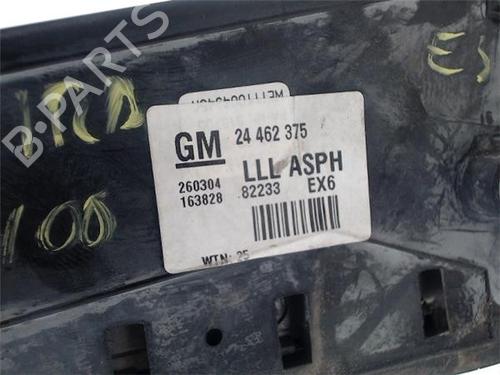 B-PARTS
GM 24 462 375
260304 LLL ASPH
163828 82233 EX6
WTN: 25
100